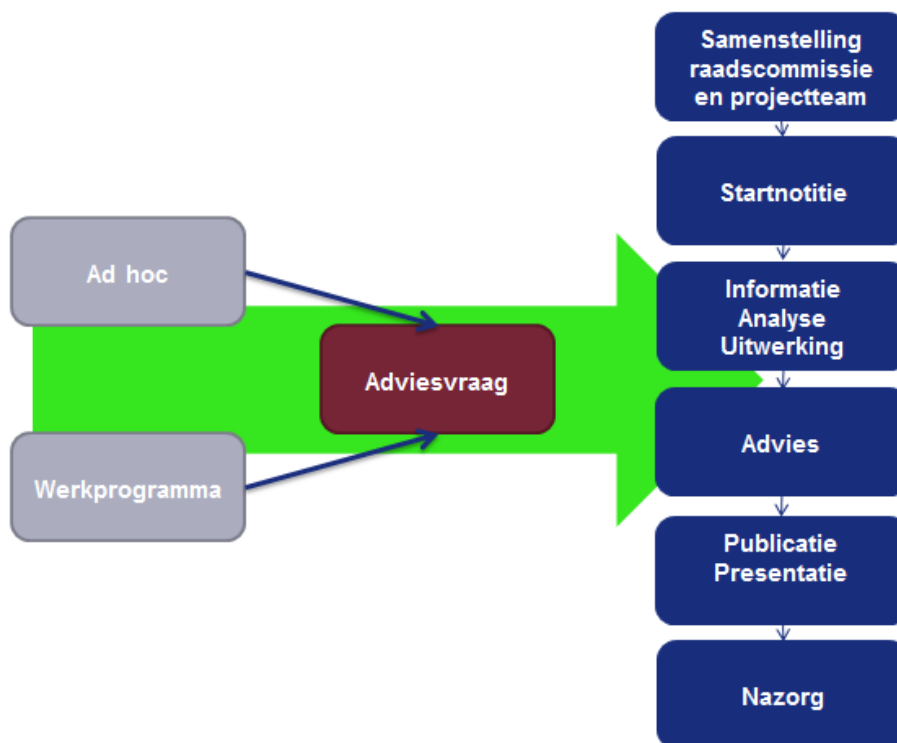 Ad hoc
Werkprogramma
Adviesvraag
Samenstelling
raadscommissie
en projectteam
Startnotitie
Informatie
Analyse
Uitwerking
Advies
Publicatie
Presentatie
Nazorg